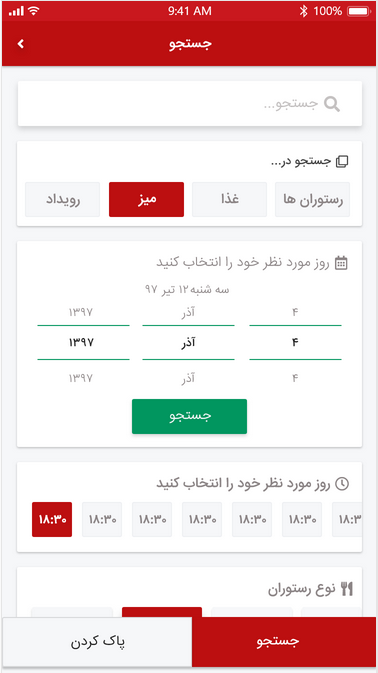 9:41 AM 100%
جستجو
جستجو...
جستجو در...
رستوران ها غذا میز رویداد
روز مورد نظر خود را انتخاب کنید
سه شنبه ۱۲ تیر ۹۷
۴ آذر ۱۳۹۷
۴ آذر ۱۳۹۷
۴ آذر ۱۳۹۷
جستجو
روز مورد نظر خود را انتخاب کنید
۱۸:۳۰ ۱۸:۳۰ ۱۸:۳۰ ۱۸:۳۰ ۱۸:۳۰ ۱۸:۳۰ ۱۸:۳
نوع رستوران
جستجو پاک کردن